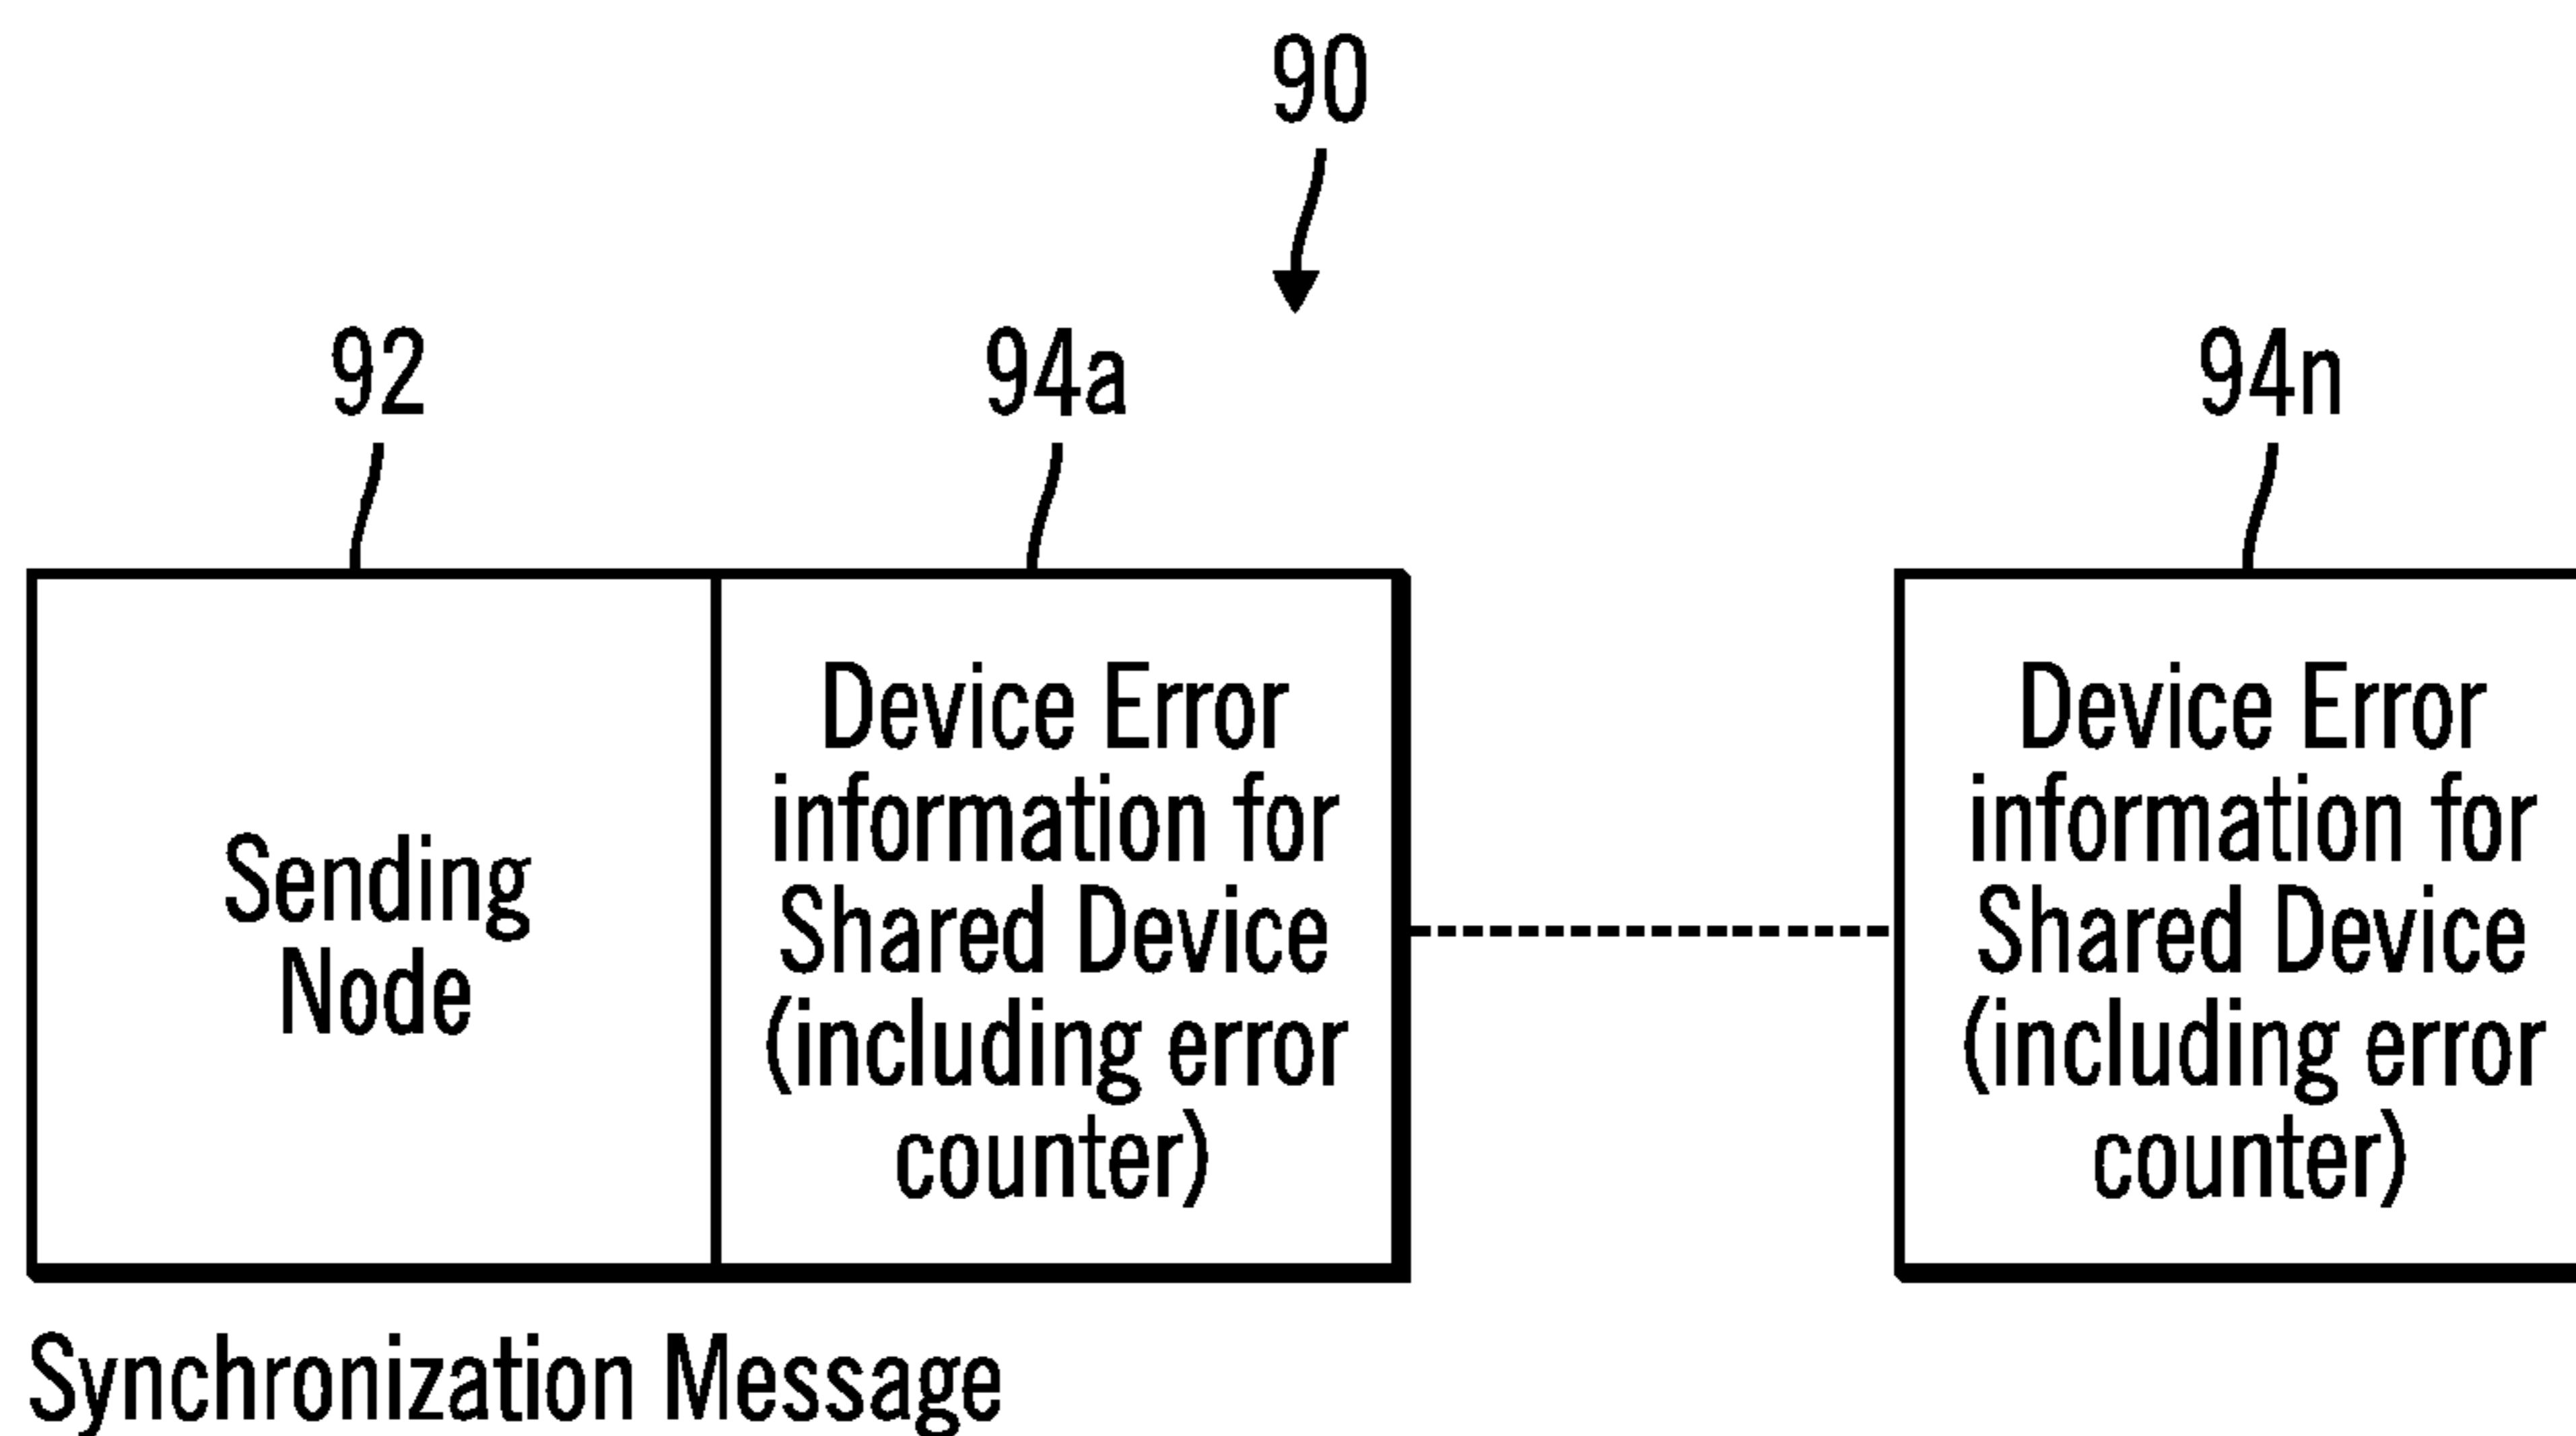 90
92
94a
94n
Sending
Node
Device Error
information for
Shared Device
(including error
counter)
Device Error
information for
Shared Device
(including error
counter)
Synchronization Message